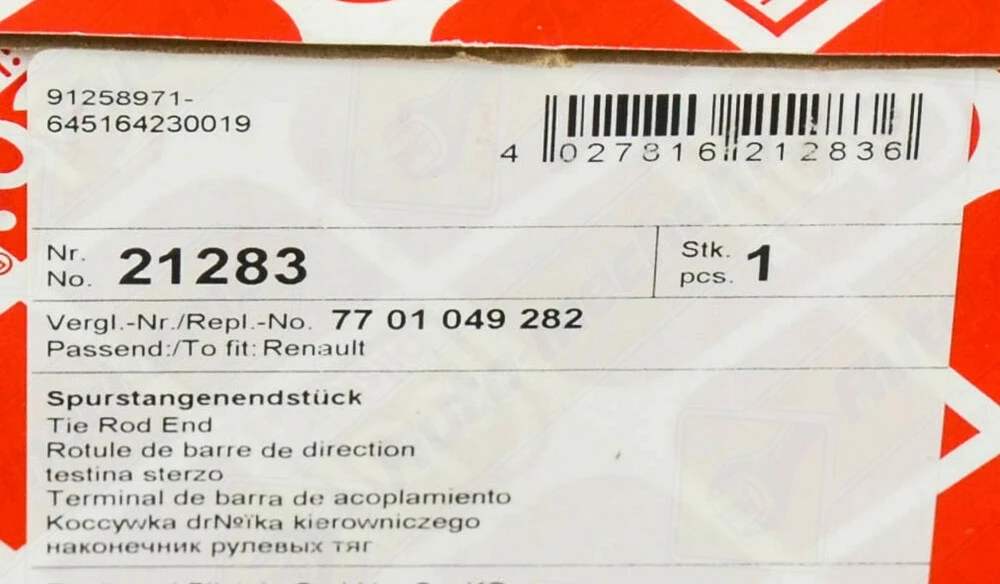 91258971-
645164230019
4 027816 212836
Nr.
No. 21283
Stk.
pcs. 1
Vergl.-Nr./Repl.-No. 77 01 049 282
Passend:/To fit: Renault
Spurstangenendstück
Tie Rod End
Rotule de barre de direction
testina sterzo
Terminal de barra de acoplamiento
Koccywka drNºïka kierowniczego
наконечник рулевых тяг